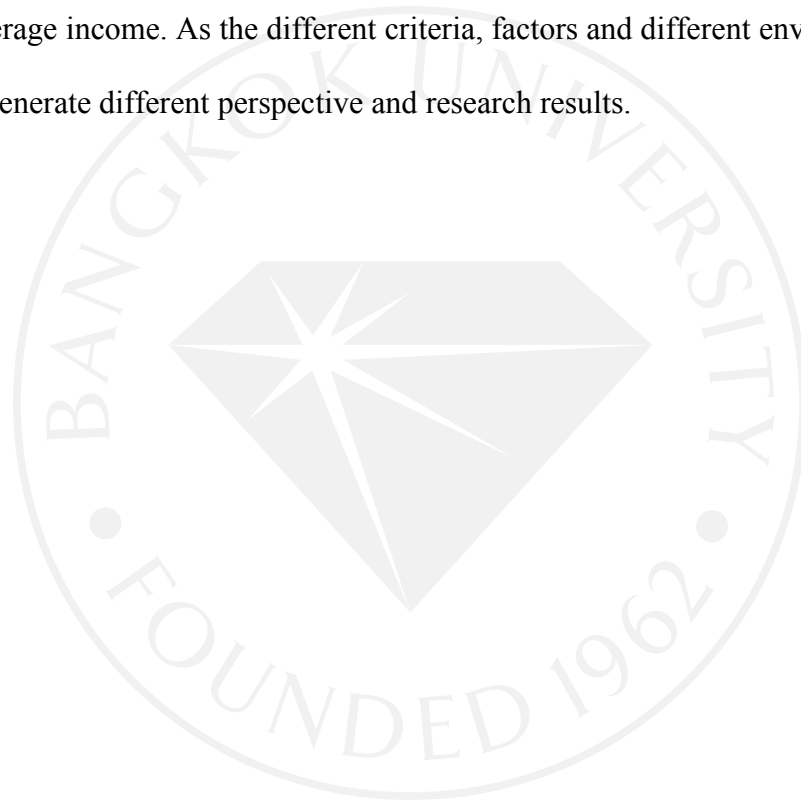 erage income. As the different criteria, factors and different env
enerate different perspective and research results.
BANGKOK UNIVERSITY
FOUNDED 1962